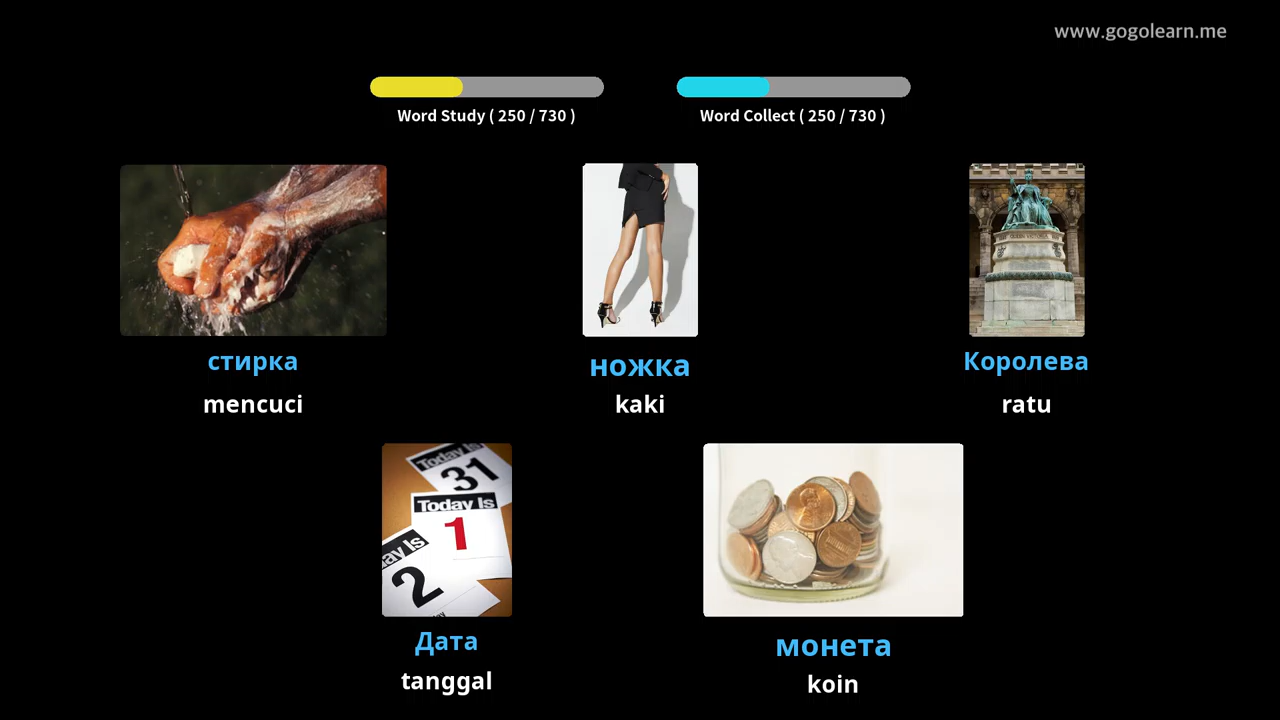 www.gogolearn.me
Word Study ( 250 / 730 )
Word Collect ( 250 / 730 )
стирка
mencuci
ножка
kaki
Королева
ratu
Today Is
31
Today Is
1
ay Is
2
Дата
tanggal
монета
koin